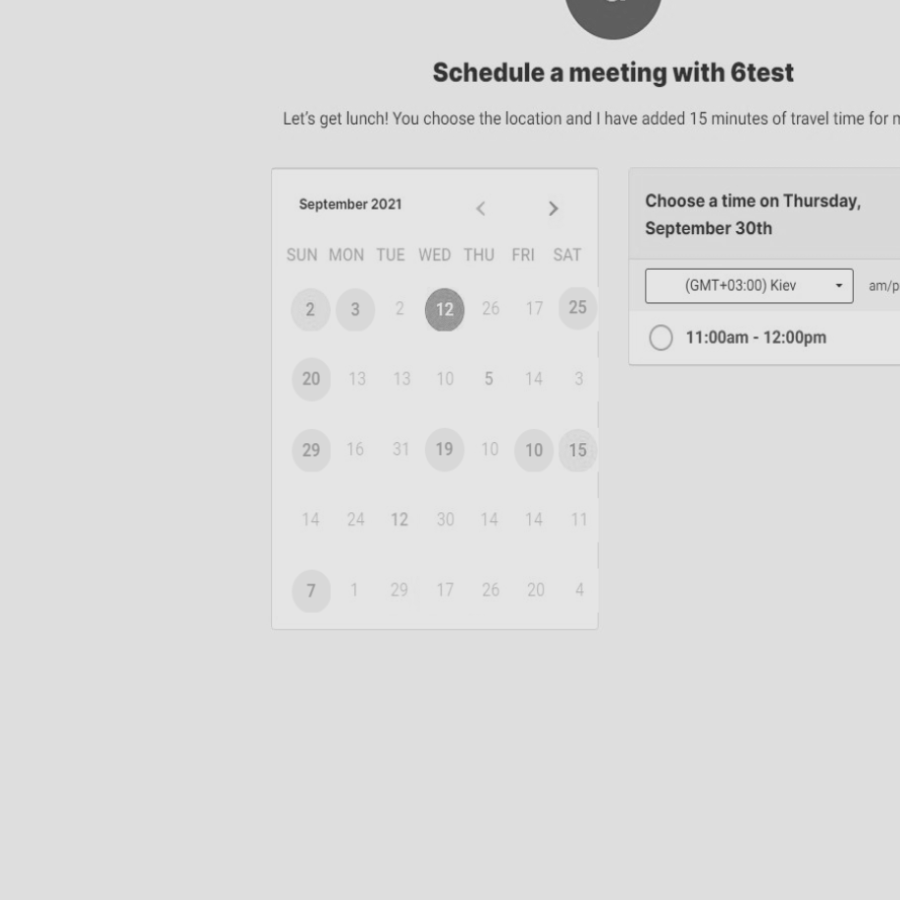 Schedule a meeting with 6test
Let's get lunch! You choose the location and I have added 15 minutes of travel time for
September 2021
SUN MON TUE WED THU FRI SAT
2 3 2 12 26 17 25
20 13 13 10 5 14 3
29 16 31 19 10 10 15
14 24 12 30 14 14 11
7 1 29 17 26 20 4
Choose a time on Thursday,
September 30th
(GMT+03:00) Kiev am/p
11:00am - 12:00pm